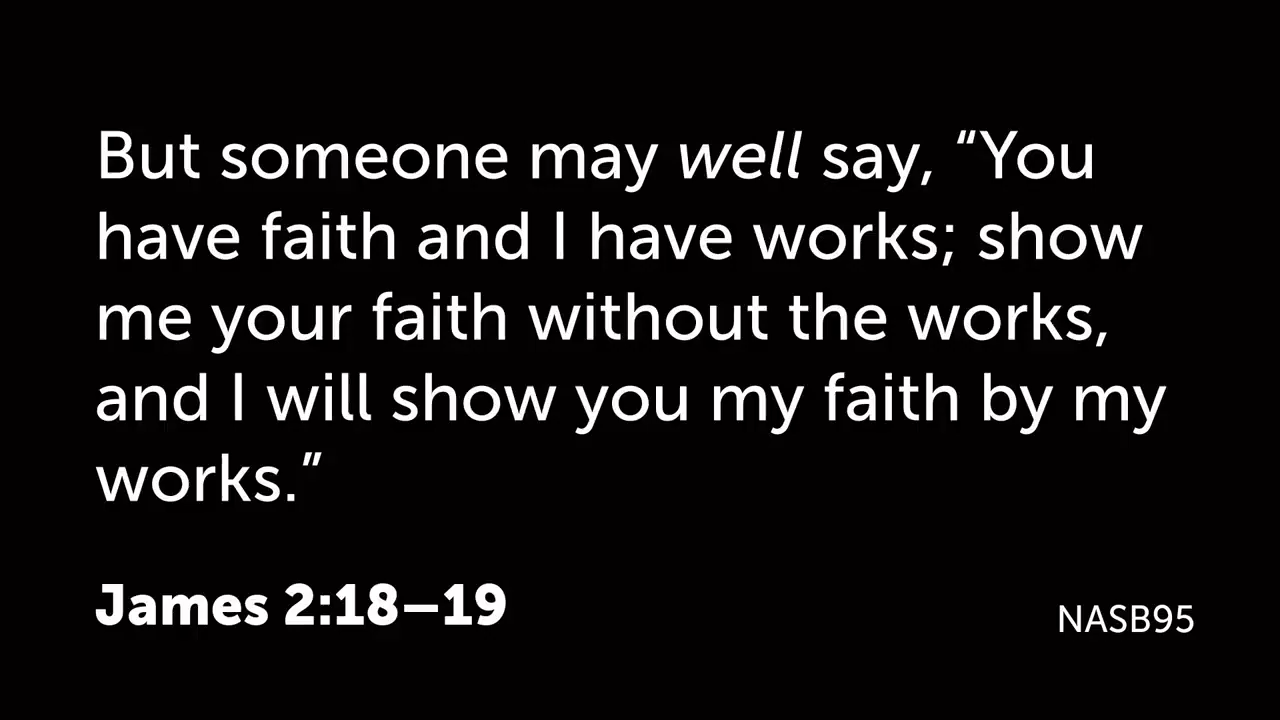 But someone may well say, “You
have faith and I have works; show
me your faith without the works,
and I will show you my faith by my
works.”
James 2:18–19
NASB95